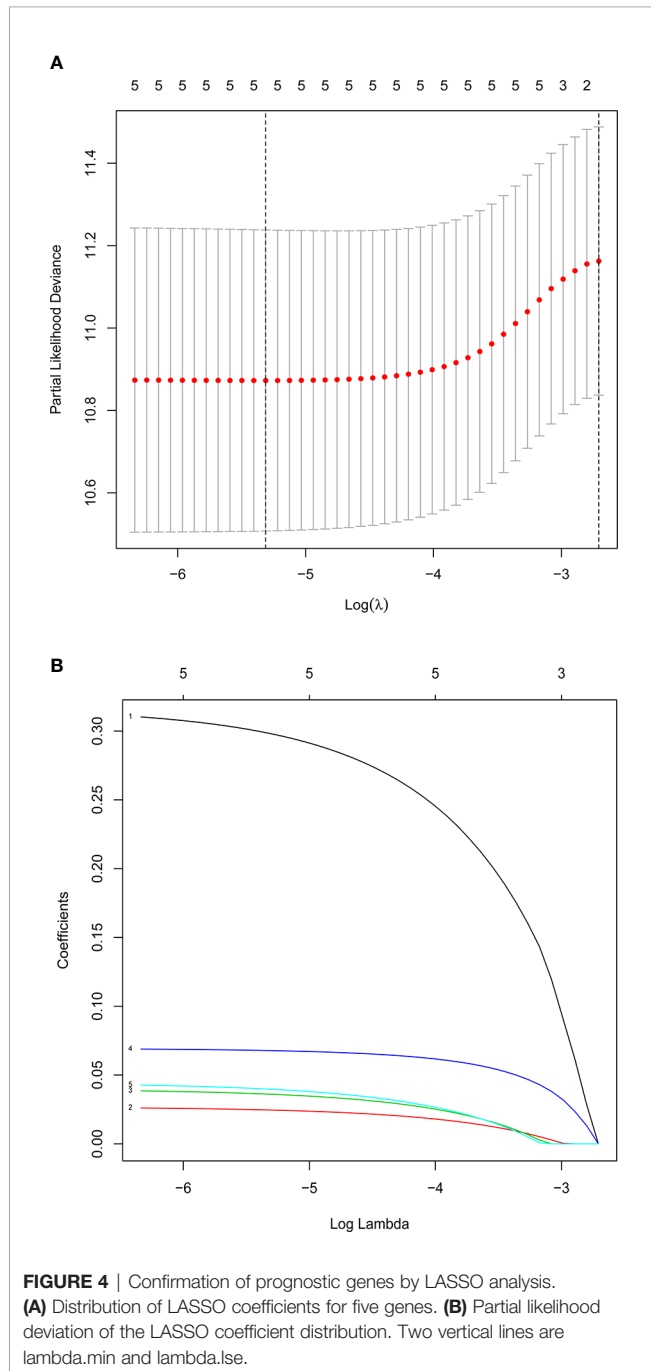 A
5 5 5 5 5 5 5 5 5 5 5 5 5 5 5 5 5 5 3 2
11.4
11.2
11.0
10.8
10.6
Partial Likelihood Deviance
−6 −5 −4 −3
Log(λ)
B
5 5 5 3
0.30
0.25
0.20
0.15
0.10
0.05
0.00
Coefficients
1
4
5
3
2
−6 −5 −4 −3
Log Lambda
FIGURE 4 | Confirmation of prognostic genes by LASSO analysis.
(A) Distribution of LASSO coefficients for five genes. (B) Partial likelihood
deviation of the LASSO coefficient distribution. Two vertical lines are
lambda.min and lambda.lse.